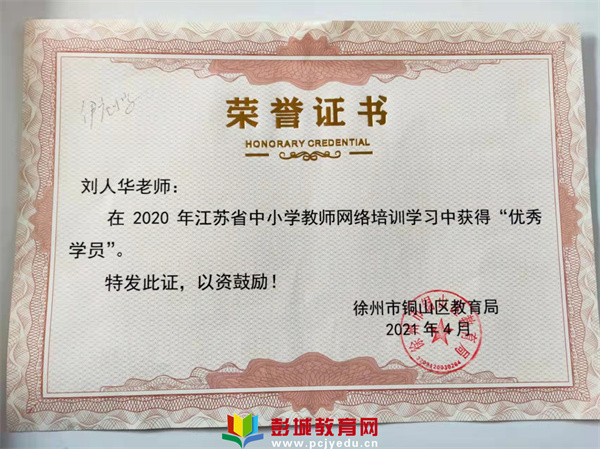 荣誉证书
HONORARY CREDENTIAL
刘人华老师：
在 2020 年江苏省中小学教师网络培训学习中获得“优秀
学员”。
特发此证，以资鼓励！
徐州市铜山区教育局
2021 年 4 月
彭城教育网
www.pcjyedu.cn